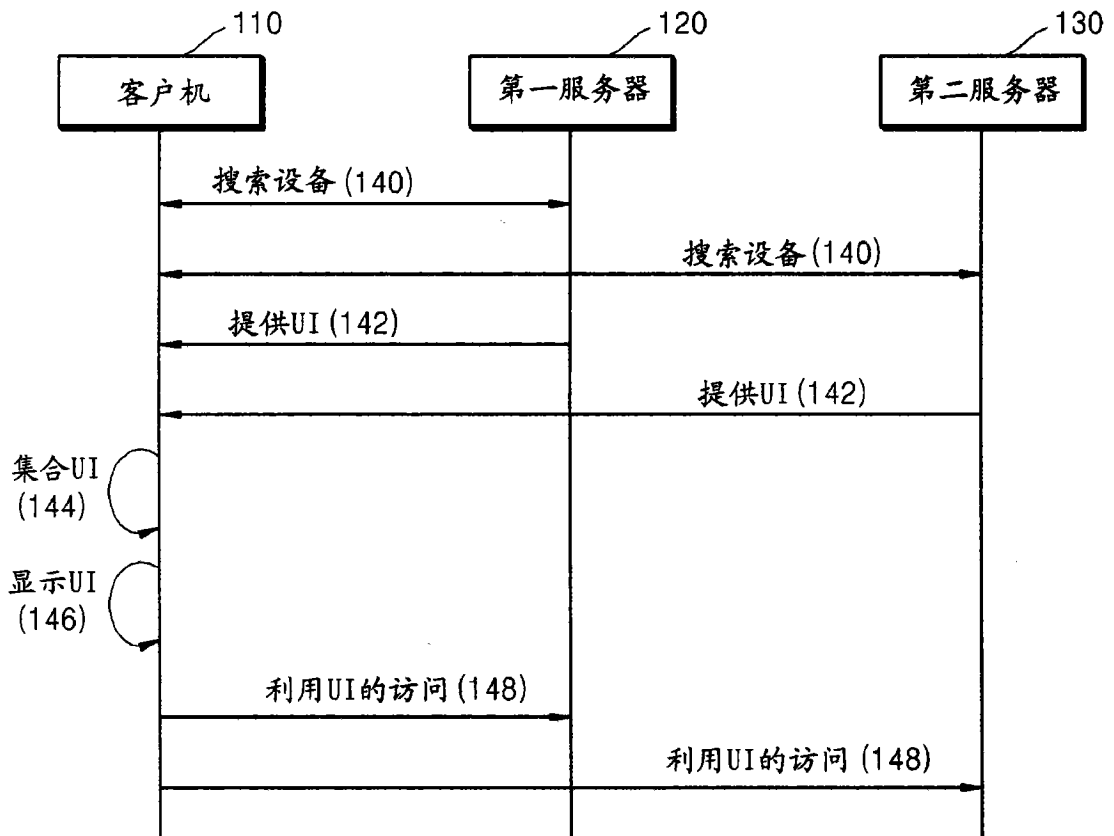 110
120
130
客户机
第一服务器
第二服务器
搜索设备(140)
搜索设备(140)
提供UI(142)
提供UI(142)
集合UI
(144)
显示UI
(146)
利用UI的访问(148)
利用UI的访问(148)